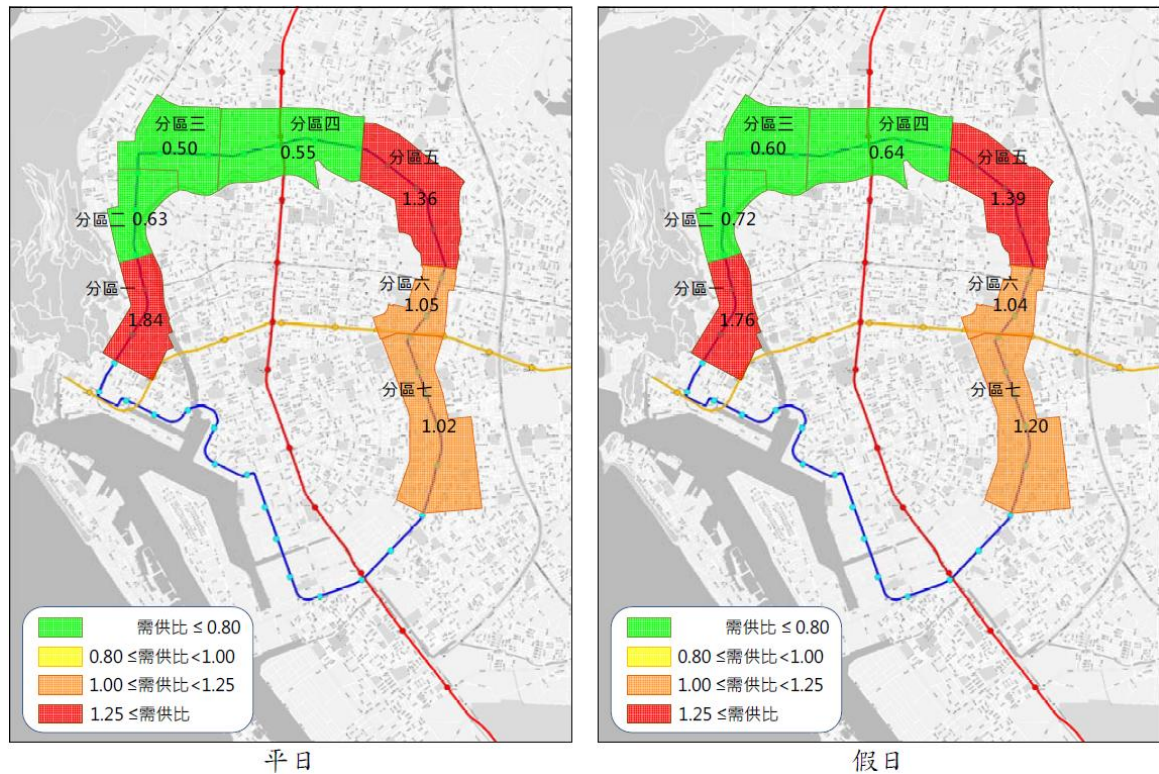 分區三
0.50
分區四
0.55
分區五
1.36
分區二 0.63
分區一
1.84
分區六
1.05
分區七
1.02
需供比 ≤ 0.80
0.80 ≤需供比<1.00
1.00 ≤需供比<1.25
1.25 ≤需供比
平日
分區三
0.60
分區四
0.64
分區五
1.39
分區二 0.72
分區一
1.76
分區六
1.04
分區七
1.20
需供比 ≤ 0.80
0.80 ≤需供比<1.00
1.00 ≤需供比<1.25
1.25 ≤需供比
假日